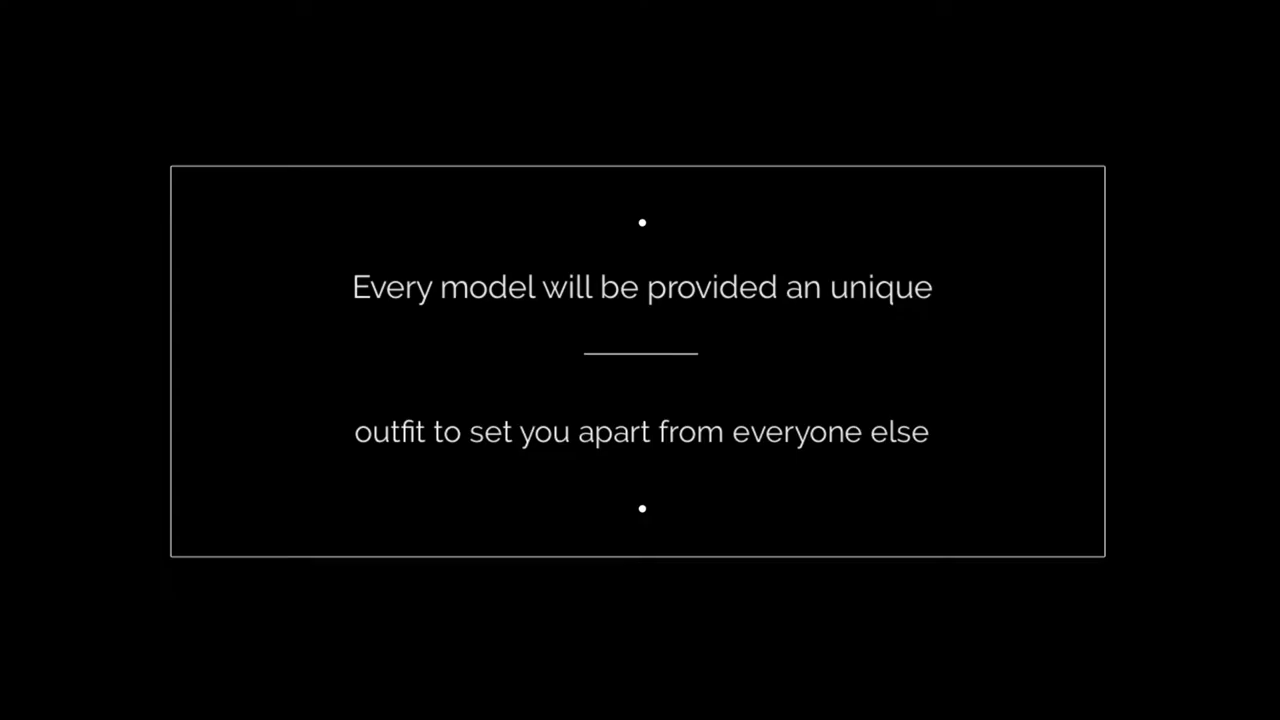 Every model will be provided an unique
outfit to set you apart from everyone else